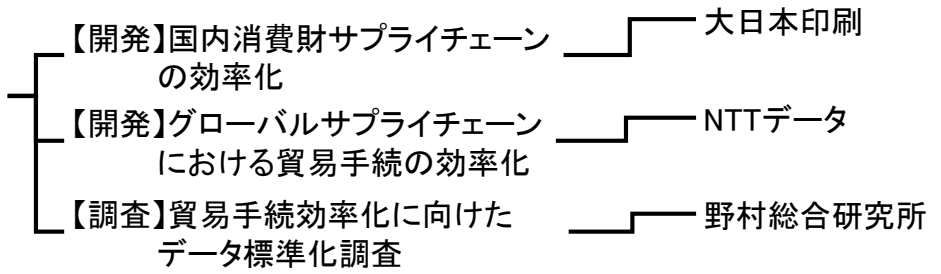 【開発】国内消費財サプライチェーン
の効率化
大日本印刷
【開発】グローバルサプライチェーン
における貿易手続の効率化
NTTデータ
【調査】貿易手続効率化に向けた
データ標準化調査
野村総合研究所